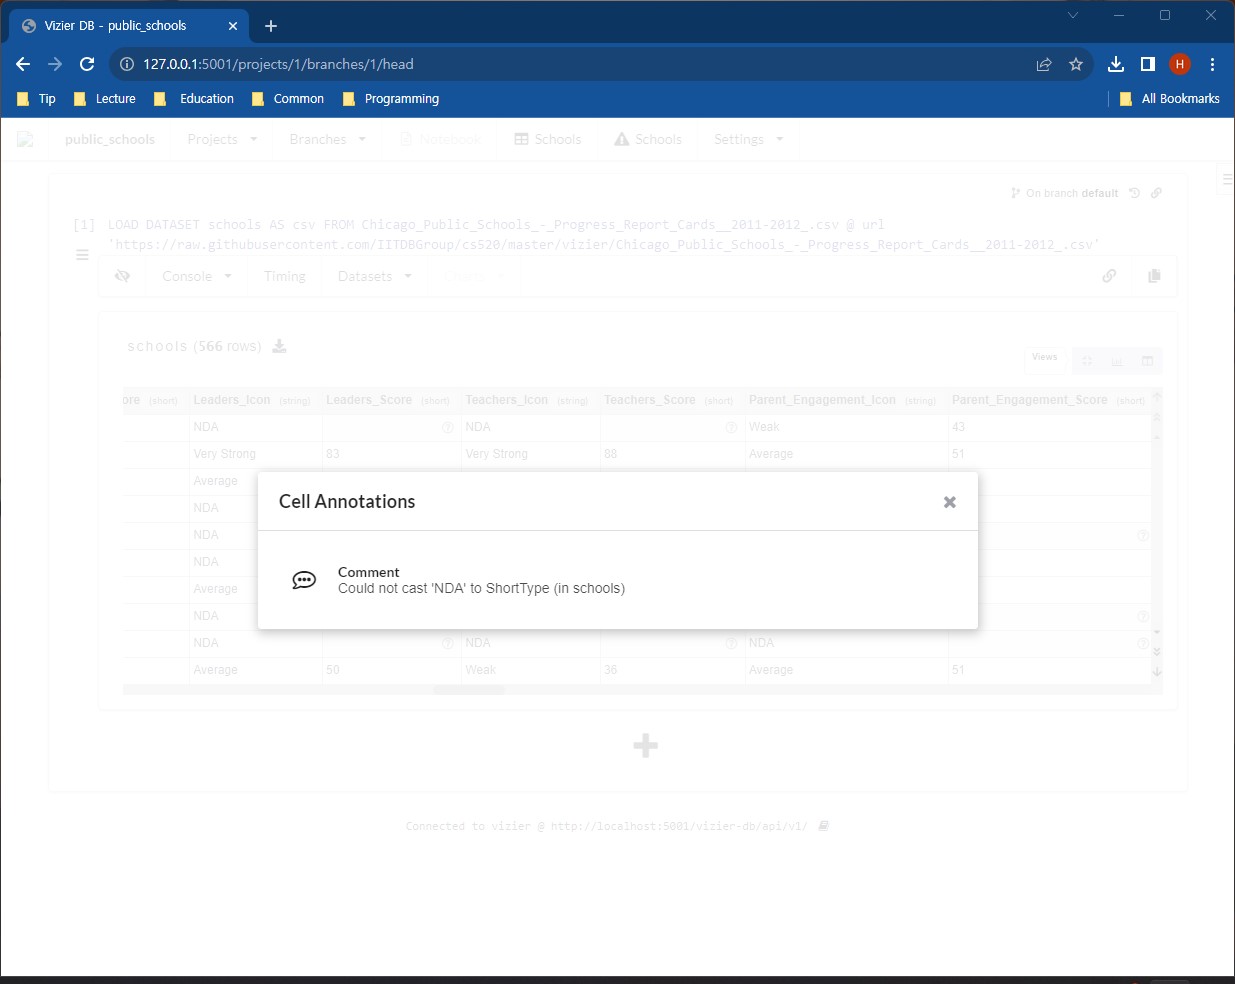 Vizier DB - public_schools
127.0.0.1:5001/projects/1/branches/1/head
H
Tip Lecture Education Common Programming All Bookmarks
public_schools Projects Branches Notebook Schools Schools Settings
On branch default
[1] LOAD DATASET schools AS csv FROM Chicago_Public_Schools_-_Progress_Report_Cards__2011-2012_.csv @ url
'https://raw.githubusercontent.com/IITDBGroup/cs520/master/vizier/Chicago_Public_Schools_-_Progress_Report_Cards__2011-2012_.csv'
Console Timing Datasets
schools (566 rows)
Views
ore (short) Leaders_Icon (string) Leaders_Score (short) Teachers_Icon (string) Teachers_Score (short) Parent_Engagement_Icon (string) Parent_Engagement_Score (short)
NDA NDA Weak 43
Very Strong 83 Very Strong 88 Average 51
Average
NDA
NDA
NDA
Average
NDA
NDA NDA NDA
Average 50 Weak 36 Average 51
Cell Annotations
Comment
Could not cast 'NDA' to ShortType (in schools)
Connected to vizier @ http://localhost:5001/vizier-db/api/v1/